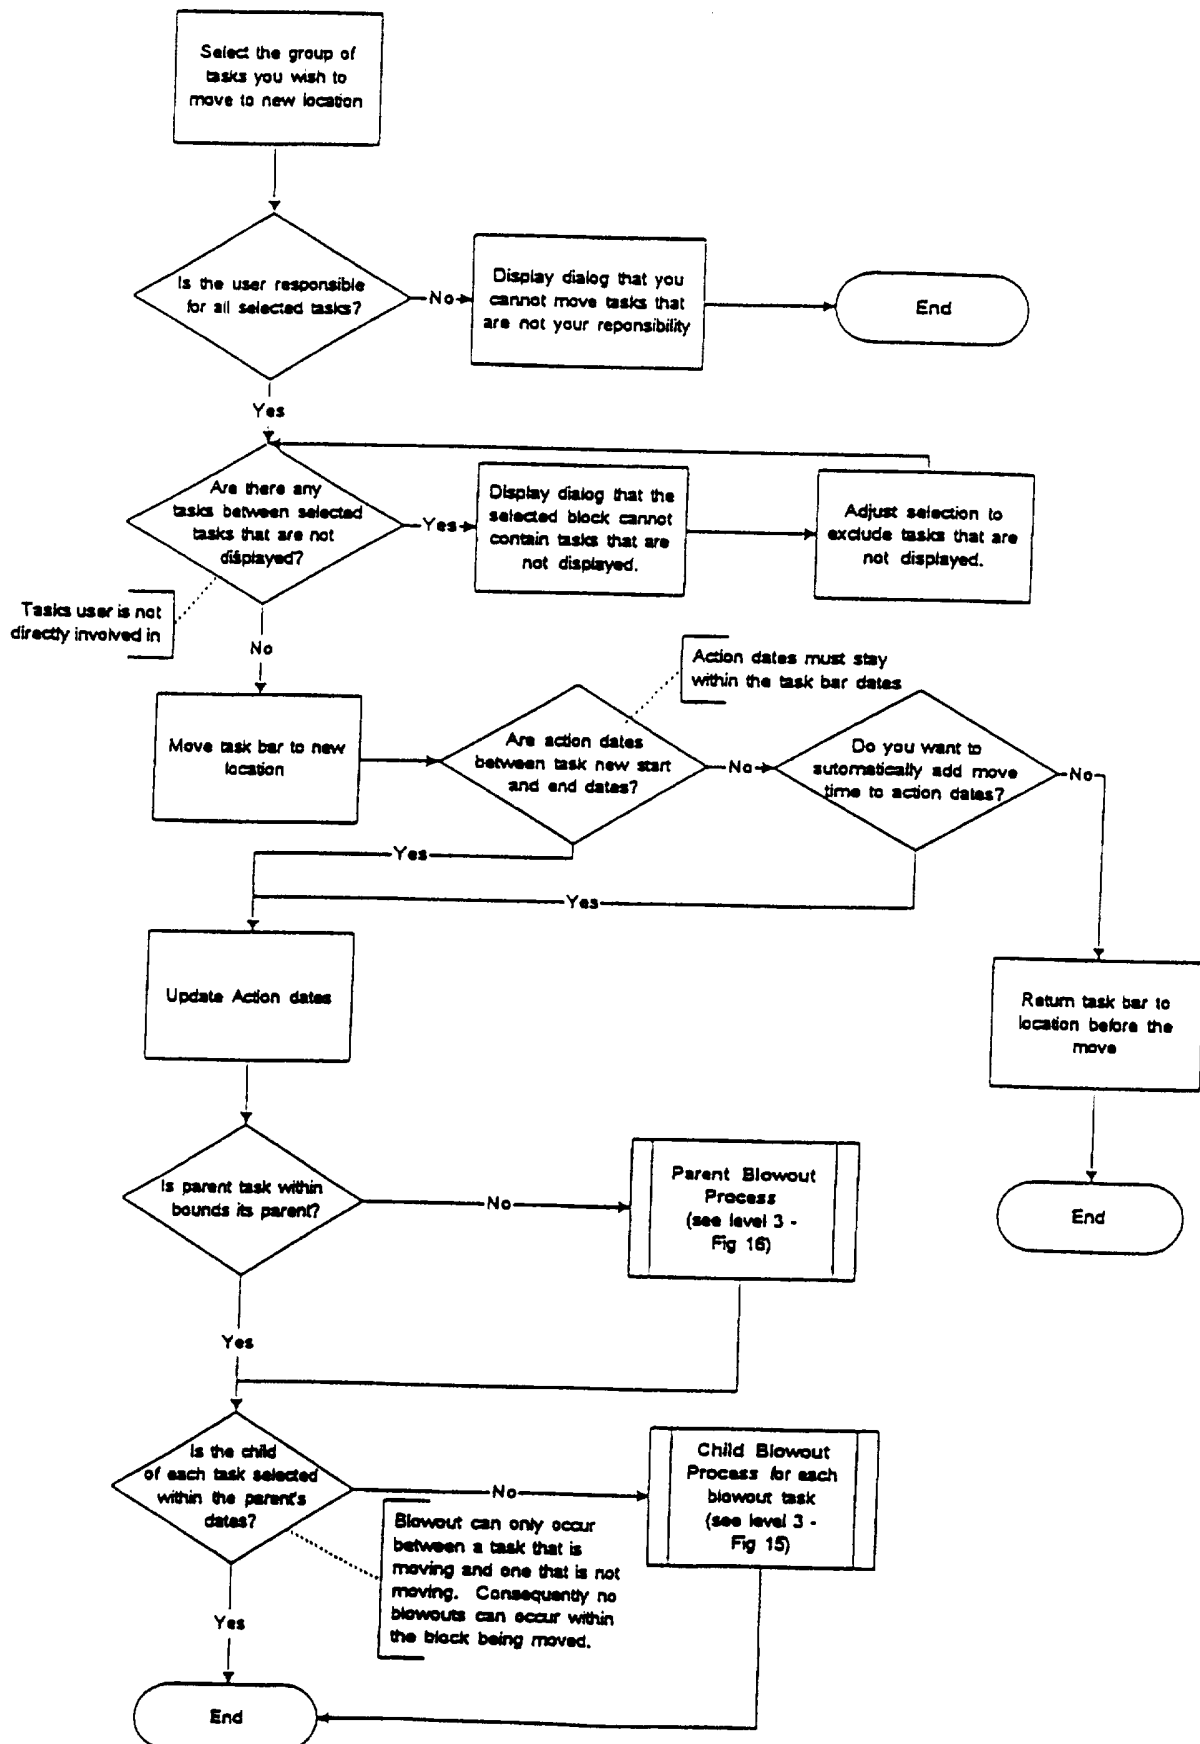 Select the group of
tasks you wish to
move to new location
Is the user responsible
for all selected tasks?
No
Display dialog that you
cannot move tasks that
are not your reponsibility
End
Yes
Are there any
tasks between selected
tasks that are not
displayed?
Yes
Display dialog that the
selected block cannot
contain tasks that are
not displayed.
Adjust selection to
exclude tasks that are
not displayed.
Tasks user is not
directly involved in
No
Action dates must stay
within the task bar dates
Move task bar to new
location
Are action dates
between task new start
and end dates?
No
Do you want to
automatically add move
time to action dates?
No
Yes
Yes
Update Action dates
Return task bar to
location before the
move
End
Is parent task within
bounds its parent?
No
Parent Blowout
Process
(see level 3 -
Fig 16)
Yes
Is the child
of each task selected
within the parent's
dates?
No
Child Blowout
Process for each
blowout task
(see level 3 -
Fig 15)
Blowout can only occur
between a task that is
moving and one that is not
moving. Consequently no
blowouts can occur within
the block being moved.
Yes
End